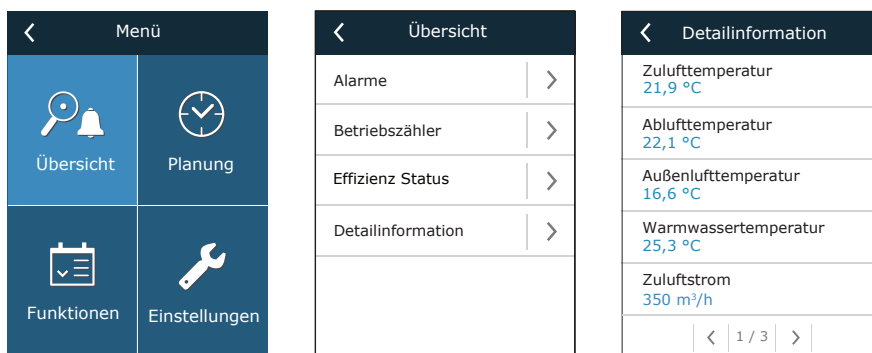 Menü
Übersicht
Planung
Funktionen
Einstellungen
Übersicht
Alarme
Betriebszähler
Effizienz Status
Detailinformation
Detailinformation
Zulufttemperatur
21,9 °C
Ablufttemperatur
22,1 °C
Außenlufttemperatur
16,6 °C
Warmwassertemperatur
25,3 °C
Zuluftstrom
350 m³/h
1 / 3